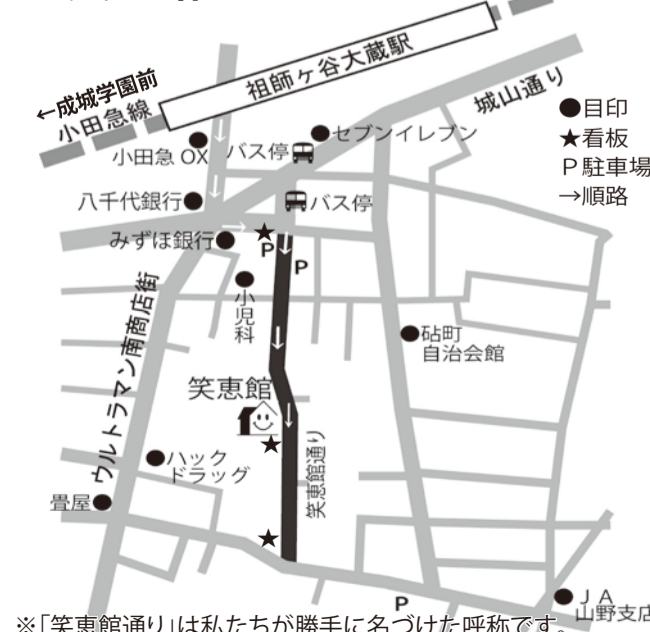 祖師ヶ谷大蔵駅
←成城学園前
小田急線
城山通り
●目印
★看板
P 駐車場
→順路
セブンイレブン
小田急 OX
バス停
八千代銀行
バス停
みずほ銀行
P
P
小児科
ウルトラマン南商店街
砧町
自治会館
笑恵館
笑恵館通り
ハック
ドラッグ
畳屋
P
JA
山野支店
※「笑恵館通り」は私たちが勝手に名づけた呼称です。